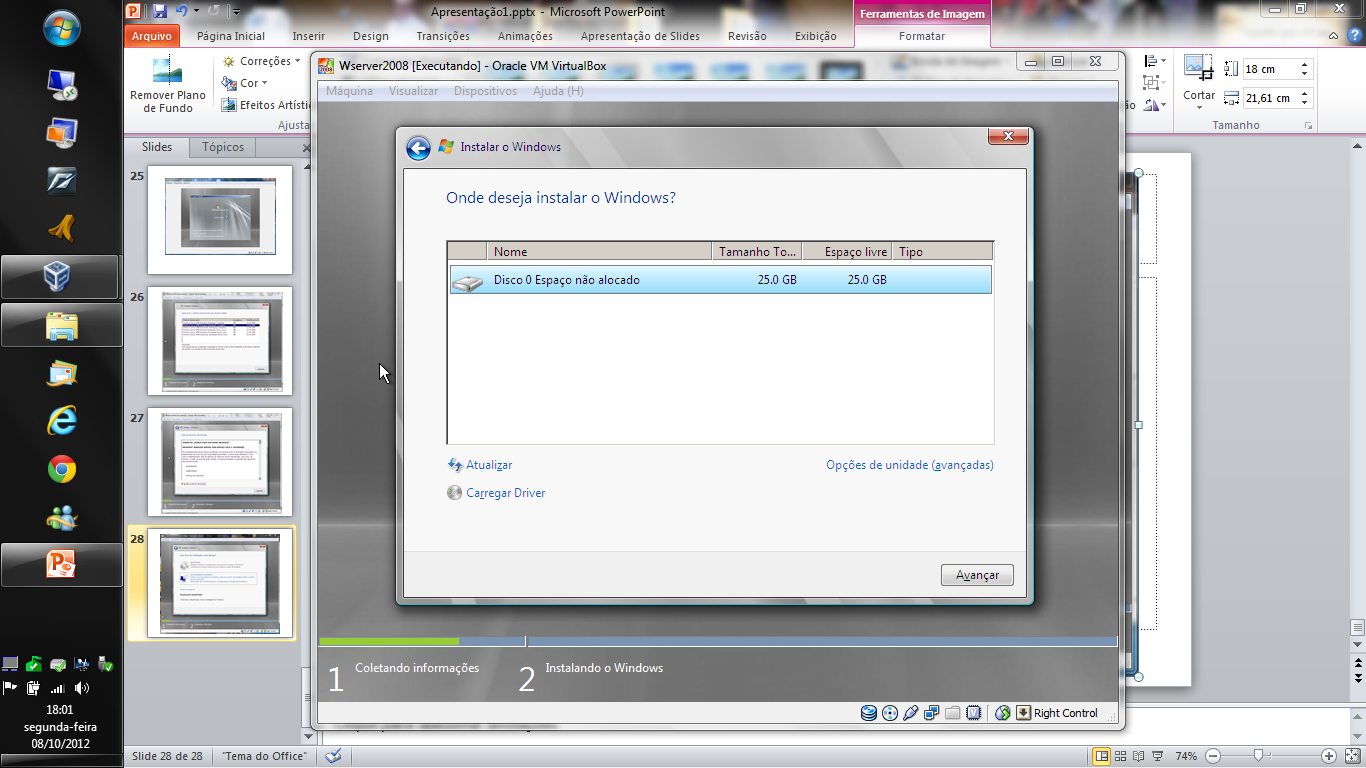 Apresentação1.pptx - Microsoft PowerPoint
Ferramentas de Imagem
Arquivo
Página Inicial
Inserir
Design
Transições
Animações
Apresentação de Slides
Revisão
Exibição
Formatar
Remover Plano
de Fundo
Correções
Cor
Efeitos Artístic
Ajusta
Cortar
18 cm
21,61 cm
Tamanho
Slides
Tópicos
25
26
27
28
Wserver2008 [Executando] - Oracle VM VirtualBox
Máquina
Visualizar
Dispositivos
Ajuda (H)
Instalar o Windows
Onde deseja instalar o Windows?
Nome
Tamanho To...
Espaço livre
Tipo
Disco 0 Espaço não alocado
25.0 GB
25.0 GB
Atualizar
Opções de unidade (avançadas)
Carregar Driver
Avançar
1 Coletando informações
2 Instalando o Windows
Right Control
18:01
segunda-feira
08/10/2012
Slide 28 de 28
"Tema do Office"
74%